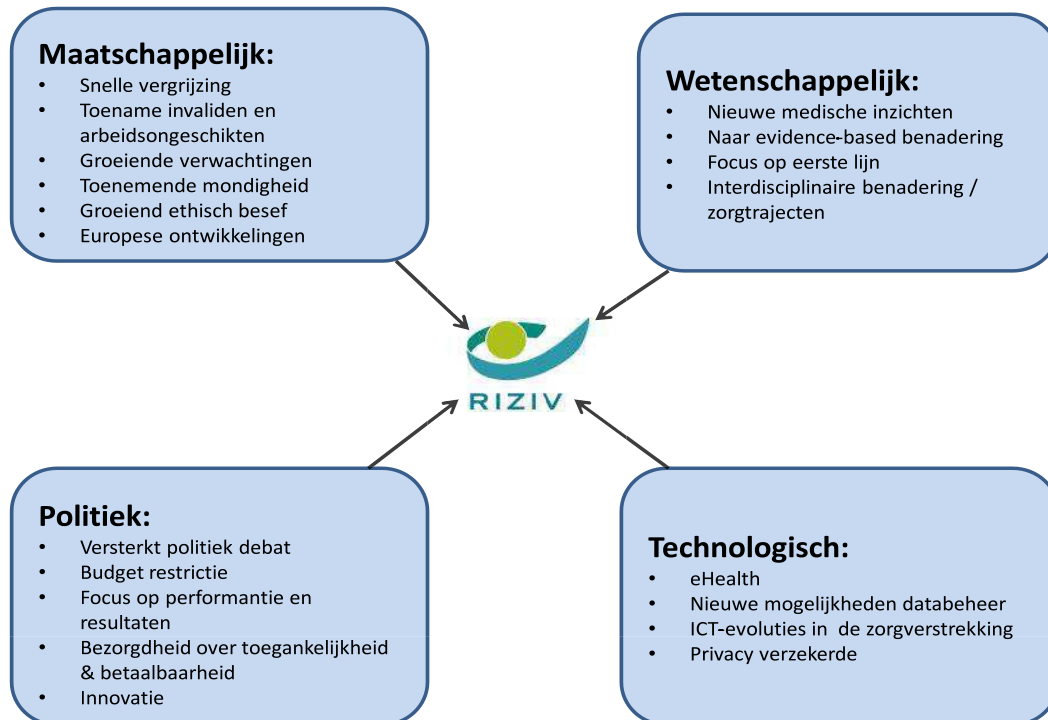 Maatschappelijk:
• Snelle vergrijzing
• Toename invaliden en
arbeidsongeschikten
• Groeiende verwachtingen
• Toenemende mondigheid
• Groeiend ethisch besef
• Europese ontwikkelingen
Wetenschappelijk:
• Nieuwe medische inzichten
• Naar evidence-based benadering
• Focus op eerste lijn
• Interdisciplinaire benadering /
zorgtrajecten
RIZIV
Politiek:
• Versterkt politiek debat
• Budget restrictie
• Focus op performantie en
resultaten
• Bezorgdheid over toegankelijkheid
& betaalbaarheid
• Innovatie
Technologisch:
• eHealth
• Nieuwe mogelijkheden databeheer
• ICT-evoluties in de zorgverstrekking
• Privacy verzekerde